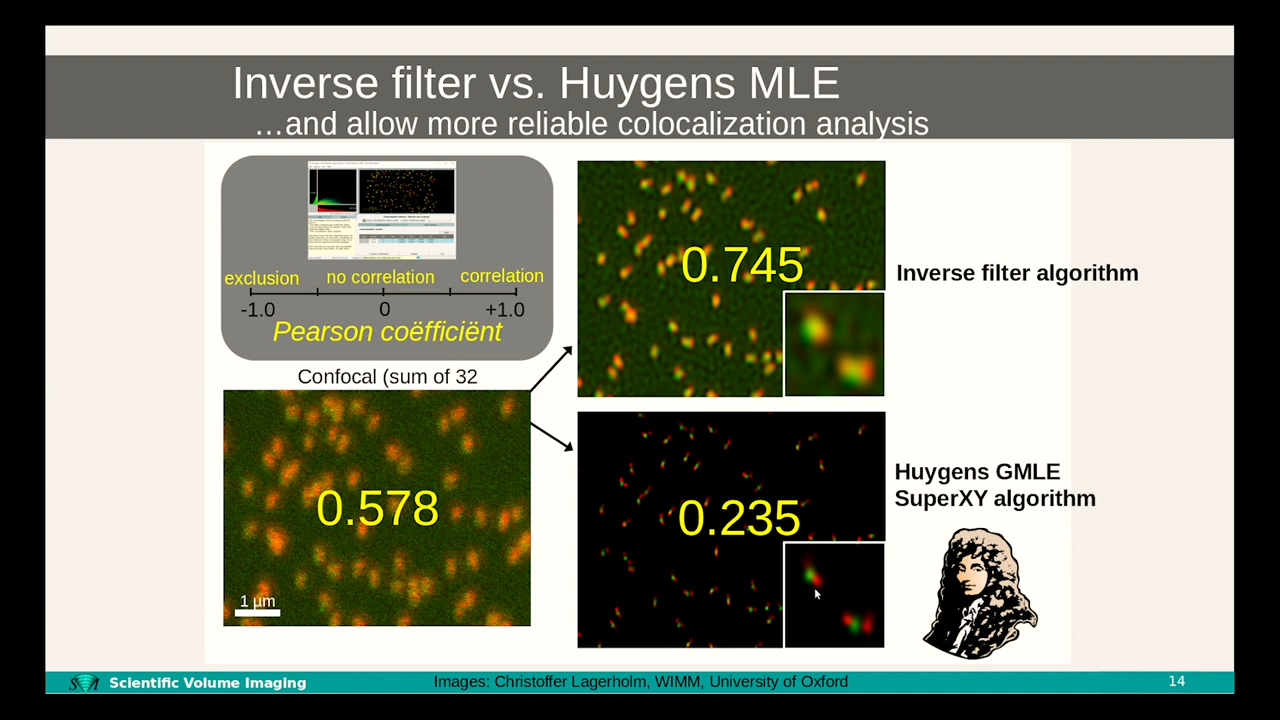 Inverse filter vs. Huygens MLE
…and allow more reliable colocalization analysis
exclusion no correlation correlation
-1.0 0 +1.0
Pearson coëfficiënt
Confocal (sum of 32
0.578
1 µm
0.745
Inverse filter algorithm
0.235
Huygens GMLE
SuperXY algorithm
SVI Scientific Volume Imaging
Images: Christoffer Lagerholm, WIMM, University of Oxford
14